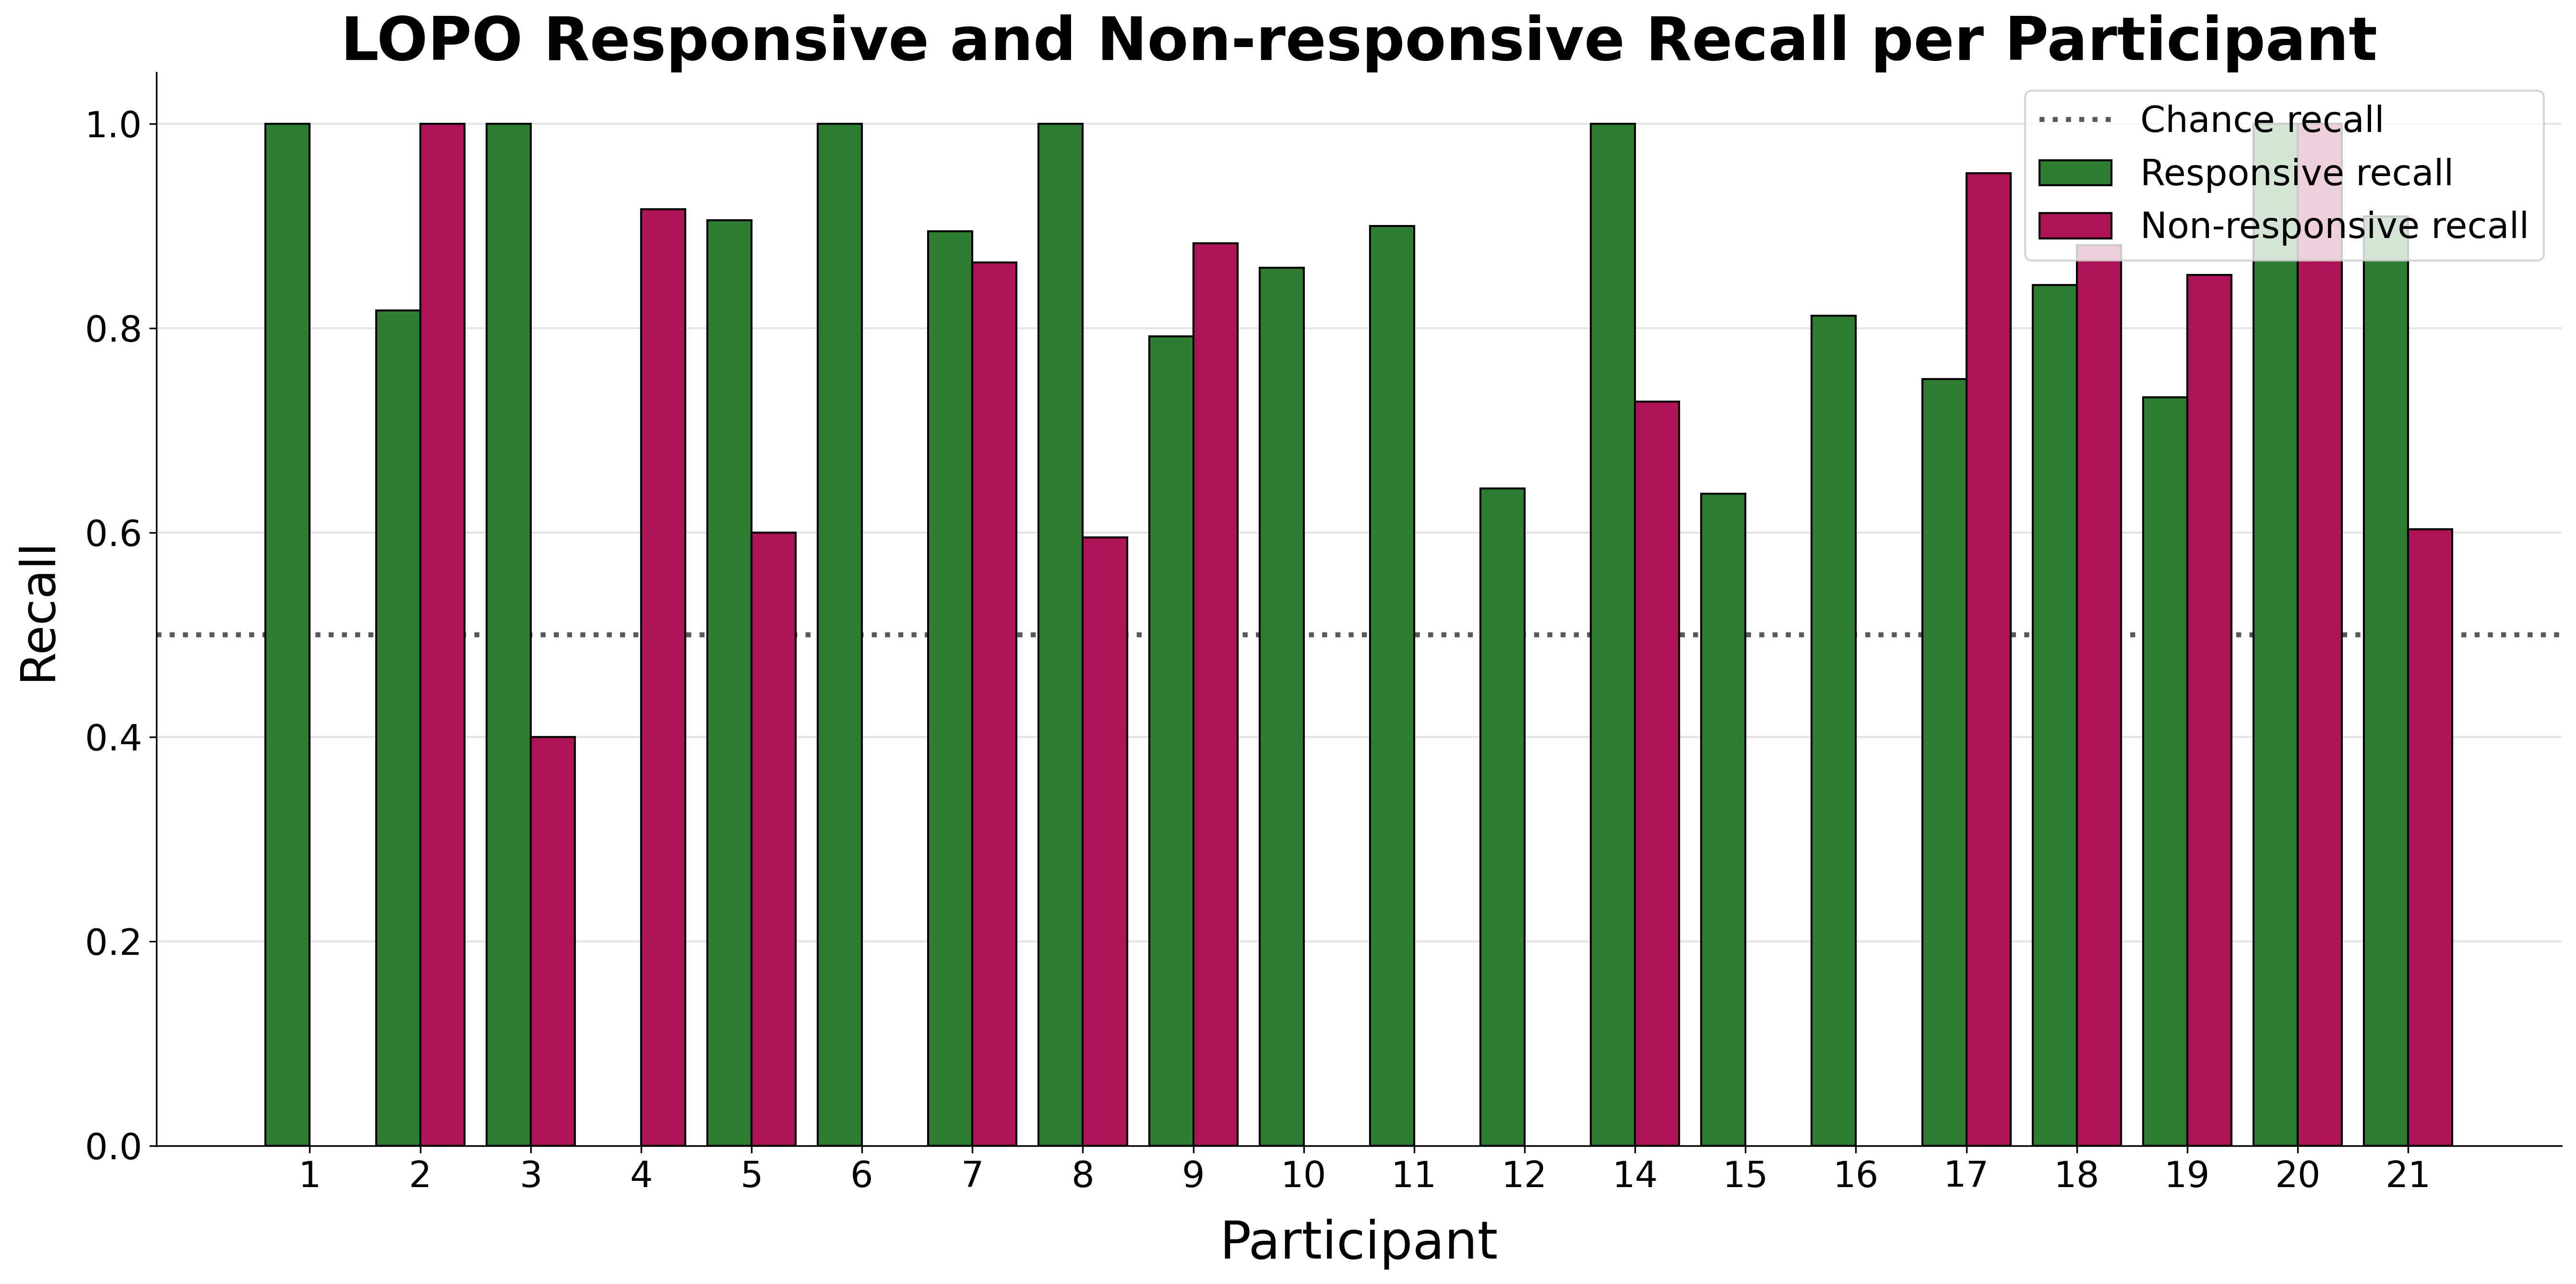 LOPO Responsive and Non-responsive Recall per Participant
Chance recall
Responsive recall
Non-responsive recall
1.0
0.8
0.6
0.4
0.2
0.0
Recall
1 2 3 4 5 6 7 8 9 10 11 12 14 15 16 17 18 19 20 21
Participant